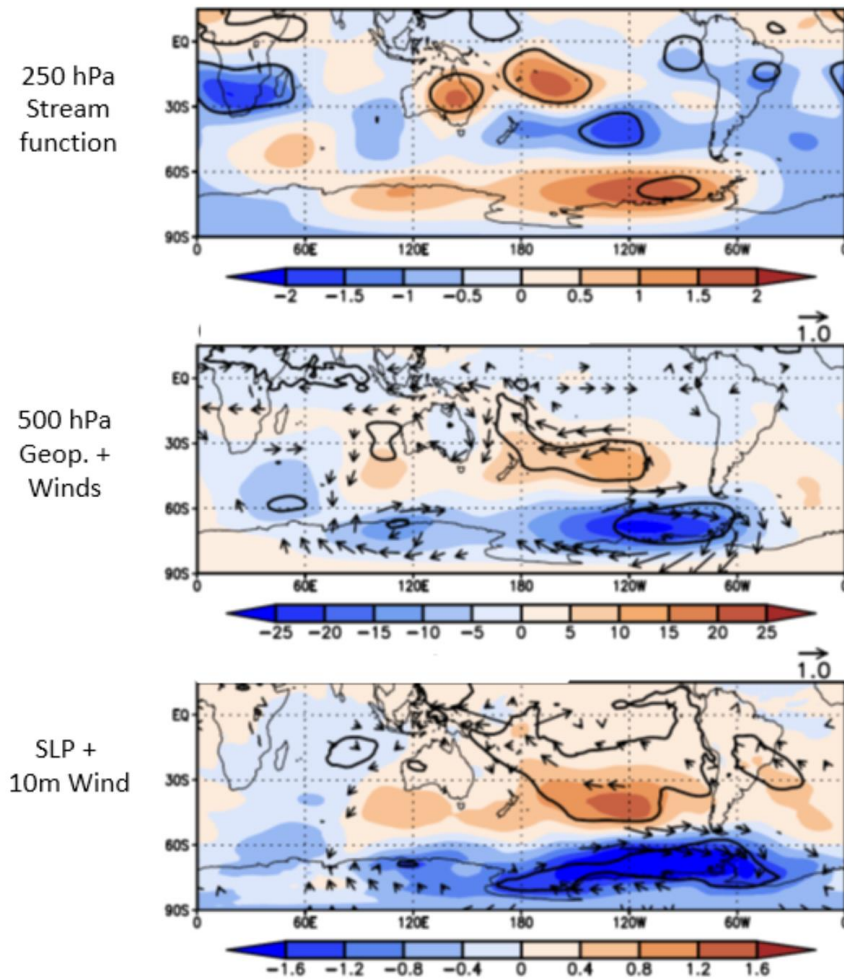 250 hPa
Stream
function
EQ
30S
60S
90S
0 60E 120E 180 120W 60W 0
-2 -1.5 -1 -0.5 0 0.5 1 1.5 2
1.0
500 hPa
Geop. +
Winds
EQ
30S
60S
90S
0 60E 120E 180 120W 60W 0
-25 -20 -15 -10 -5 0 5 10 15 20 25
1.0
SLP +
10m Wind
EQ
30S
60S
90S
0 60E 120E 180 120W 60W 0
-1.6 -1.2 -0.8 -0.4 0 0.4 0.8 1.2 1.6